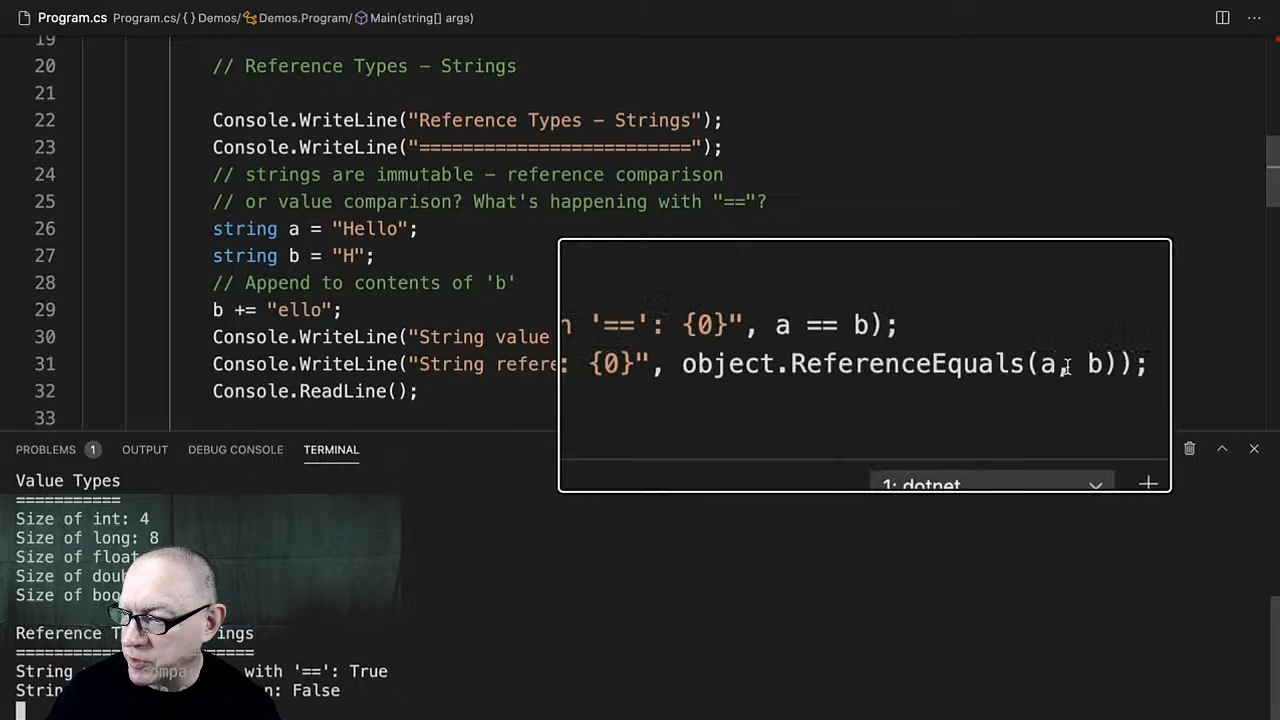 Program.cs Program.cs/ { } Demos/ Demos.Program/ Main(string[] args)
19
20 // Reference Types - Strings
21
22 Console.WriteLine("Reference Types - Strings");
23 Console.WriteLine("=========================");
24 // strings are immutable - reference comparison
25 // or value comparison? What's happening with "=="?
26 string a = "Hello";
27 string b = "H";
28 // Append to contents of 'b'
29 b += "ello";
30 Console.WriteLine("String value
31 Console.WriteLine("String refere
32 Console.ReadLine();
33
n '==': {0}", a == b);
: {0}", object.ReferenceEquals(a, b));
1: dotnet
PROBLEMS 1 OUTPUT DEBUG CONSOLE TERMINAL
Value Types
===========
Size of int: 4
Size of long: 8
Size of float
Size of doub
Size of boo
Reference T ings
=========================
String compa with '==': True
Strin n: False